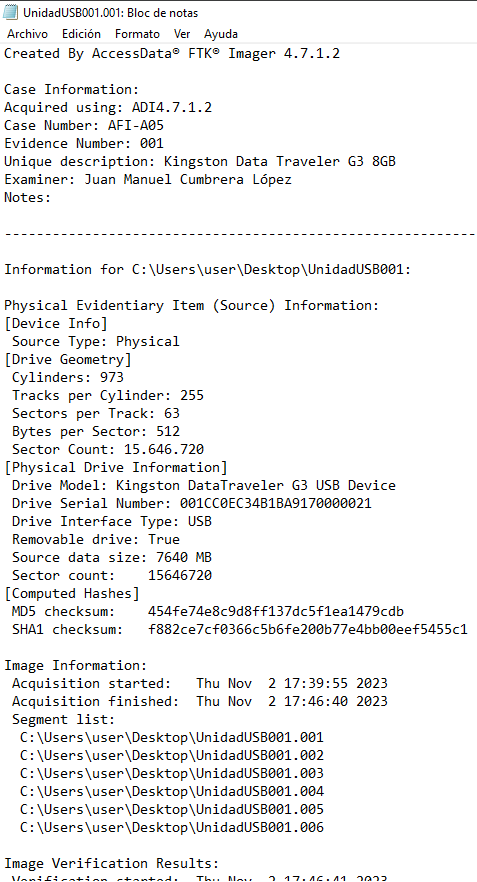 UnidadUSB001.001: Bloc de notas
Archivo Edición Formato Ver Ayuda
Created By AccessData® FTK® Imager 4.7.1.2

Case Information:
Acquired using: ADI4.7.1.2
Case Number: AFI-A05
Evidence Number: 001
Unique description: Kingston Data Traveler G3 8GB
Examiner: Juan Manuel Cumbrera López
Notes:

-----------------------------------------------------------

Information for C:\Users\user\Desktop\UnidadUSB001:

Physical Evidentiary Item (Source) Information:
[Device Info]
Source Type: Physical
[Drive Geometry]
Cylinders: 973
Tracks per Cylinder: 255
Sectors per Track: 63
Bytes per Sector: 512
Sector Count: 15.646.720
[Physical Drive Information]
Drive Model: Kingston DataTraveler G3 USB Device
Drive Serial Number: 001CC0EC34B1BA9170000021
Drive Interface Type: USB
Removable drive: True
Source data size: 7640 MB
Sector count:    15646720
[Computed Hashes]
MD5 checksum:    454fe74e8c9d8ff137dc5f1ea1479cdb
SHA1 checksum:   f882ce7cf0366c5b6fe200b77e4bb00eef5455c1

Image Information:
Acquisition started:   Thu Nov  2 17:39:55 2023
Acquisition finished:  Thu Nov  2 17:46:40 2023
Segment list:
C:\Users\user\Desktop\UnidadUSB001.001
C:\Users\user\Desktop\UnidadUSB001.002
C:\Users\user\Desktop\UnidadUSB001.003
C:\Users\user\Desktop\UnidadUSB001.004
C:\Users\user\Desktop\UnidadUSB001.005
C:\Users\user\Desktop\UnidadUSB001.006

Image Verification Results:
Verification started:  Thu Nov  2 17:46:41 2023